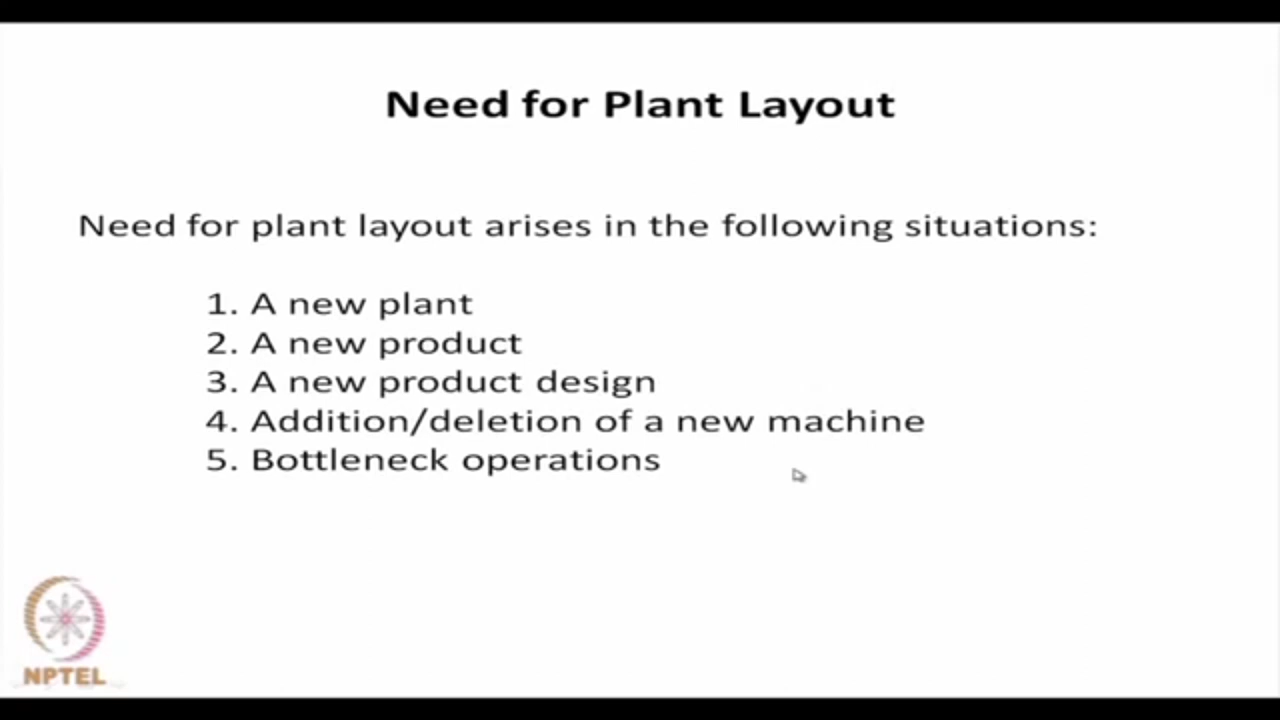 Need for Plant Layout
Need for plant layout arises in the following situations:
1. A new plant
2. A new product
3. A new product design
4. Addition/deletion of a new machine
5. Bottleneck operations
NPTEL